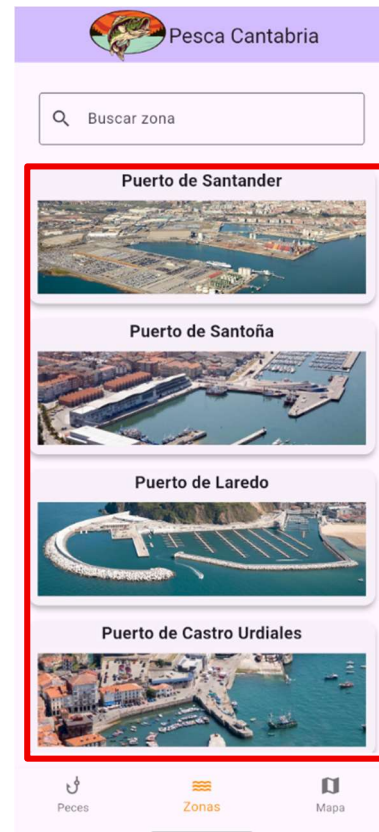 Pesca Cantabria
Buscar zona
Puerto de Santander
Puerto de Santoña
Puerto de Laredo
Puerto de Castro Urdiales
Peces
Zonas
Mapa